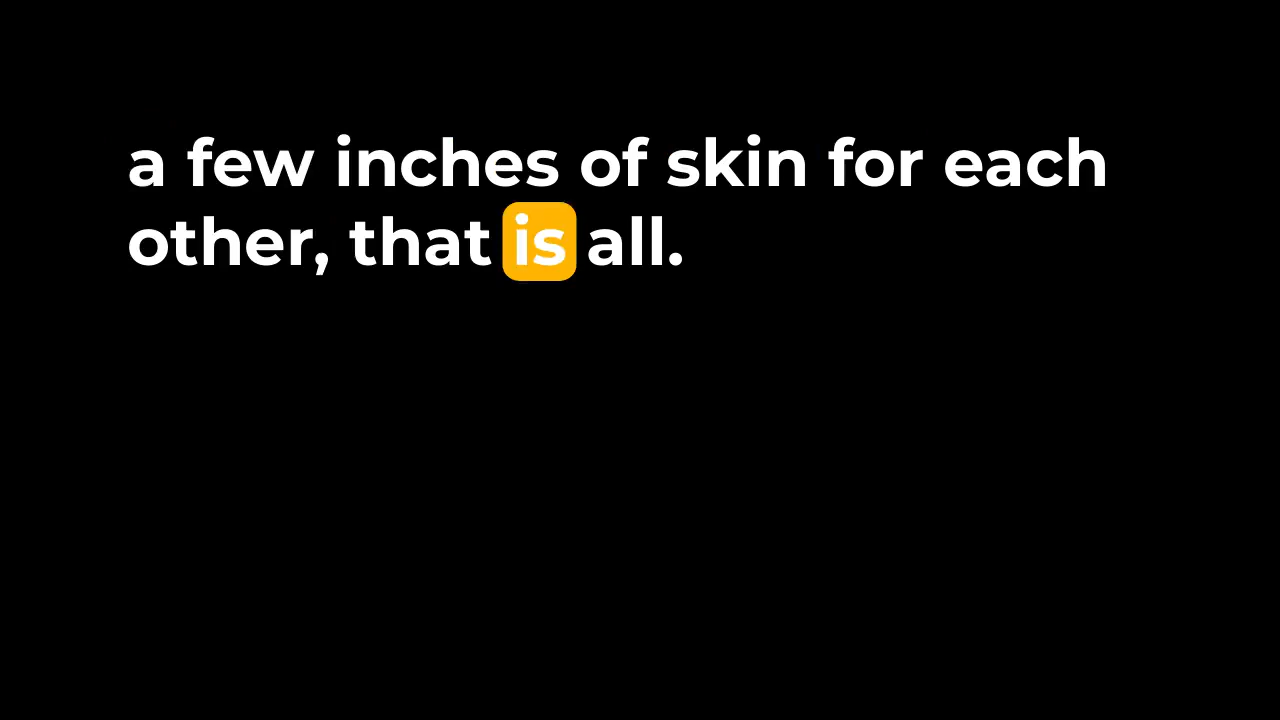 a few inches of skin for each
other, that is all.